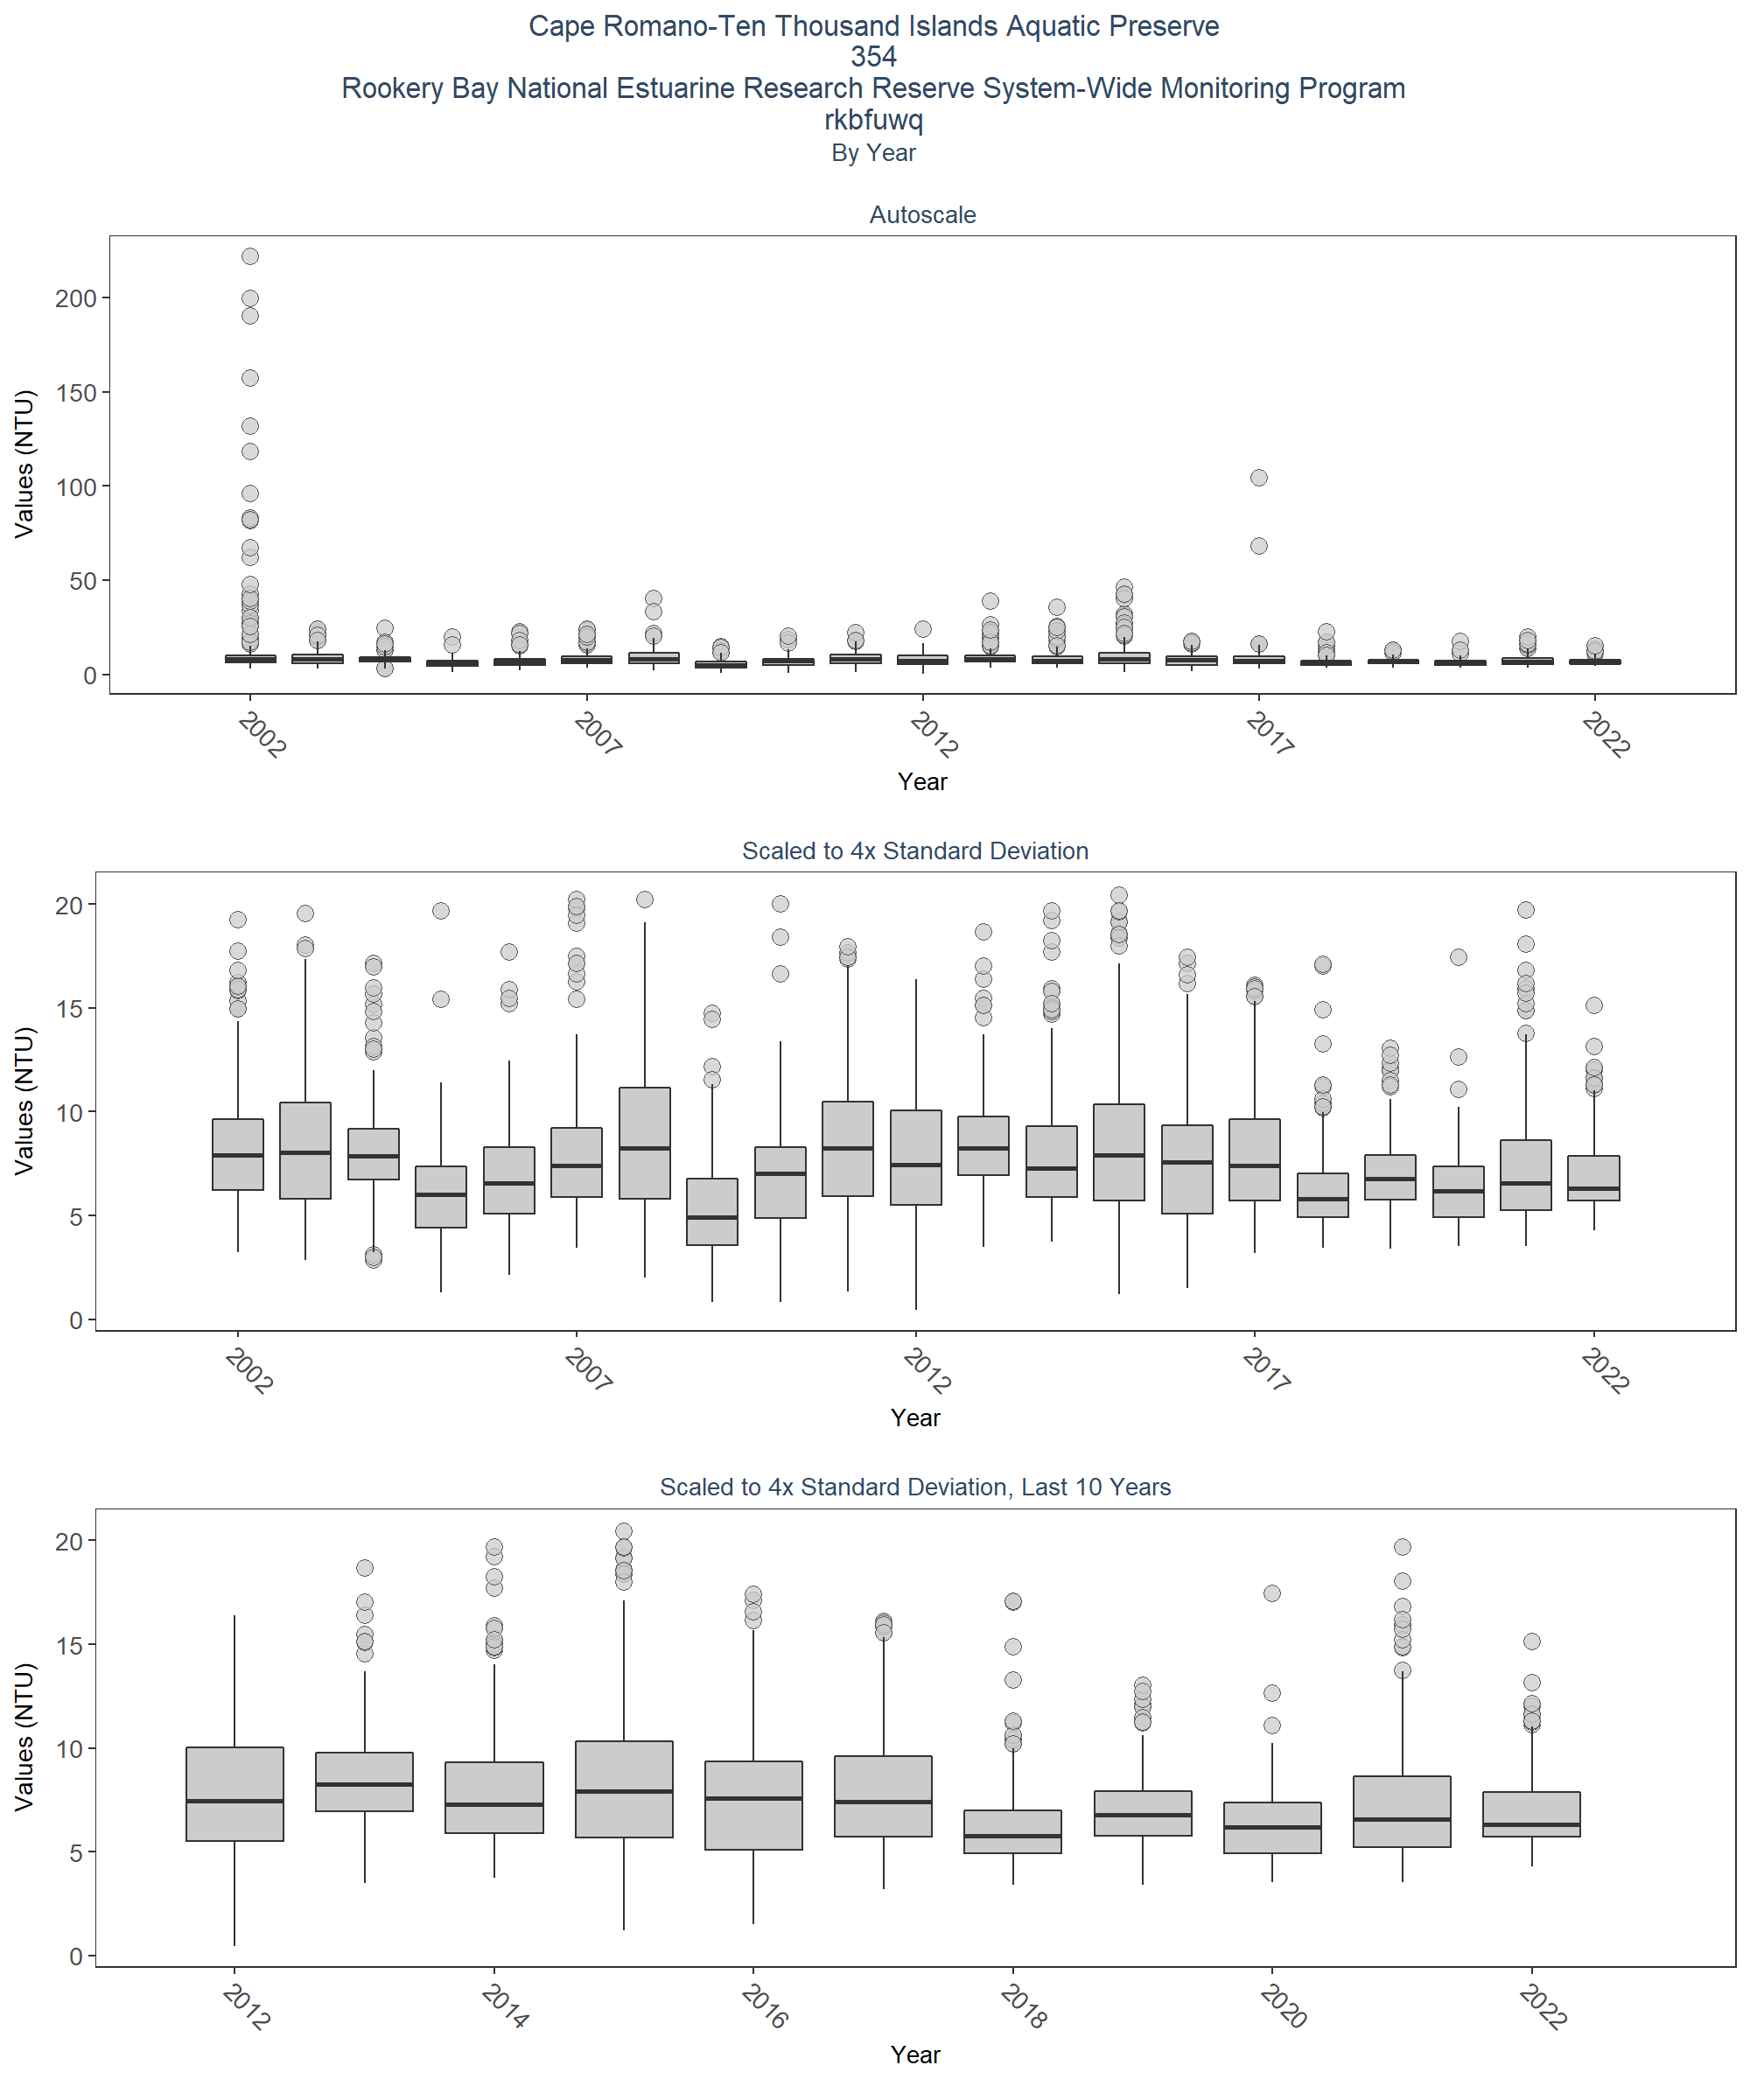 Cape Romano-Ten Thousand Islands Aquatic Preserve
354
Rookery Bay National Estuarine Research Reserve System-Wide Monitoring Program
rkbfuwq
By Year
Autoscale
Values (NTU)
200
150
100
50
0
2002
2007
2012
2017
2022
Year
Scaled to 4x Standard Deviation
Values (NTU)
20
15
10
5
0
2002
2007
2012
2017
2022
Year
Scaled to 4x Standard Deviation, Last 10 Years
Values (NTU)
20
15
10
5
0
2012
2014
2016
2018
2020
2022
Year